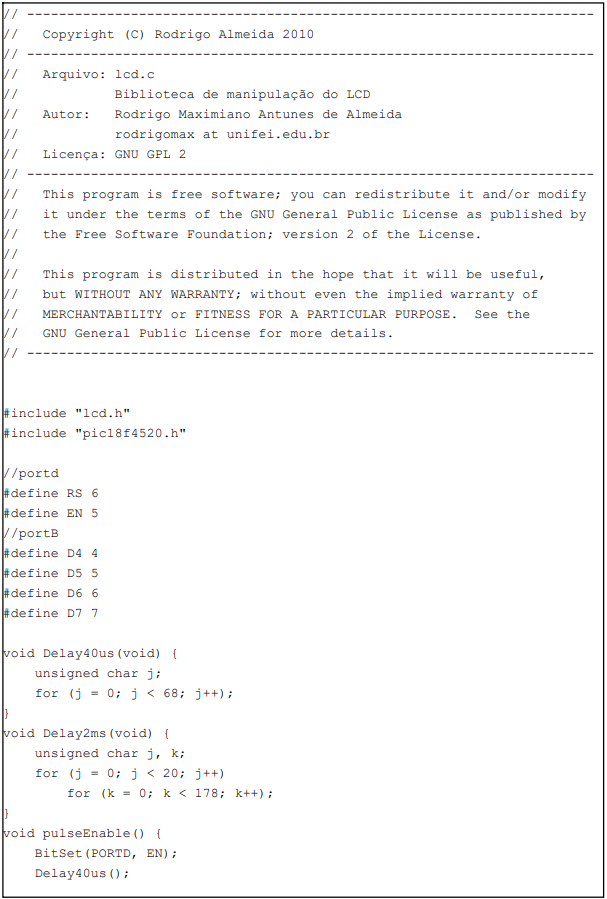 // -----------------------------------------------------------------------
//   Copyright (C) Rodrigo Almeida 2010
// -----------------------------------------------------------------------
//   Arquivo: lcd.c
//            Biblioteca de manipulação do LCD
//   Autor:   Rodrigo Maximiano Antunes de Almeida
//            rodrigomax at unifei.edu.br
//   Licença: GNU GPL 2
// -----------------------------------------------------------------------
//   This program is free software; you can redistribute it and/or modify
//   it under the terms of the GNU General Public License as published by
//   the Free Software Foundation; version 2 of the License.
//
//   This program is distributed in the hope that it will be useful,
//   but WITHOUT ANY WARRANTY; without even the implied warranty of
//   MERCHANTABILITY or FITNESS FOR A PARTICULAR PURPOSE.  See the
//   GNU General Public License for more details.
// -----------------------------------------------------------------------
#include "lcd.h"
#include "pic18f4520.h"
//portd
#define RS 6
#define EN 5
//portB
#define D4 4
#define D5 5
#define D6 6
#define D7 7
void Delay40us(void) {
    unsigned char j;
    for (j = 0; j < 68; j++);
}
void Delay2ms(void) {
    unsigned char j, k;
    for (j = 0; j < 20; j++)
        for (k = 0; k < 178; k++);
}
void pulseEnable() {
    BitSet(PORTD, EN);
    Delay40us();